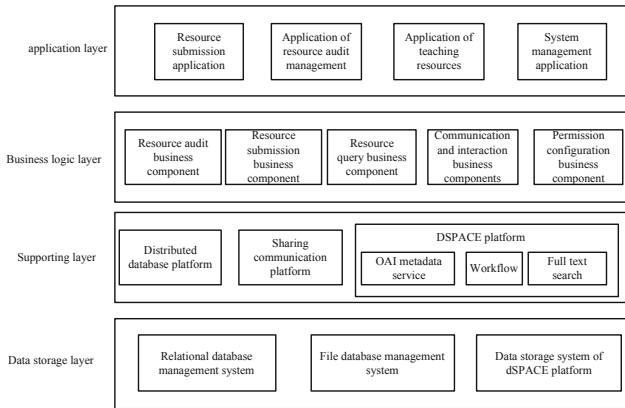 application layer
Resource
submission
application
Application of
resource audit
management
Application of
teaching
resources
System
management
application
Business logic layer
Resource audit
business
component
Resource
submission
business
component
Resource
query business
component
Communication
and interaction
business
components
Permission
configuration
business
component
Supporting layer
Distributed
database platform
Sharing
communication
platform
DSPACE platform
OAI metadata
service
Workflow
Full text
search
Data storage layer
Relational database
management system
File database management
system
Data storage system of
dSPACE platform